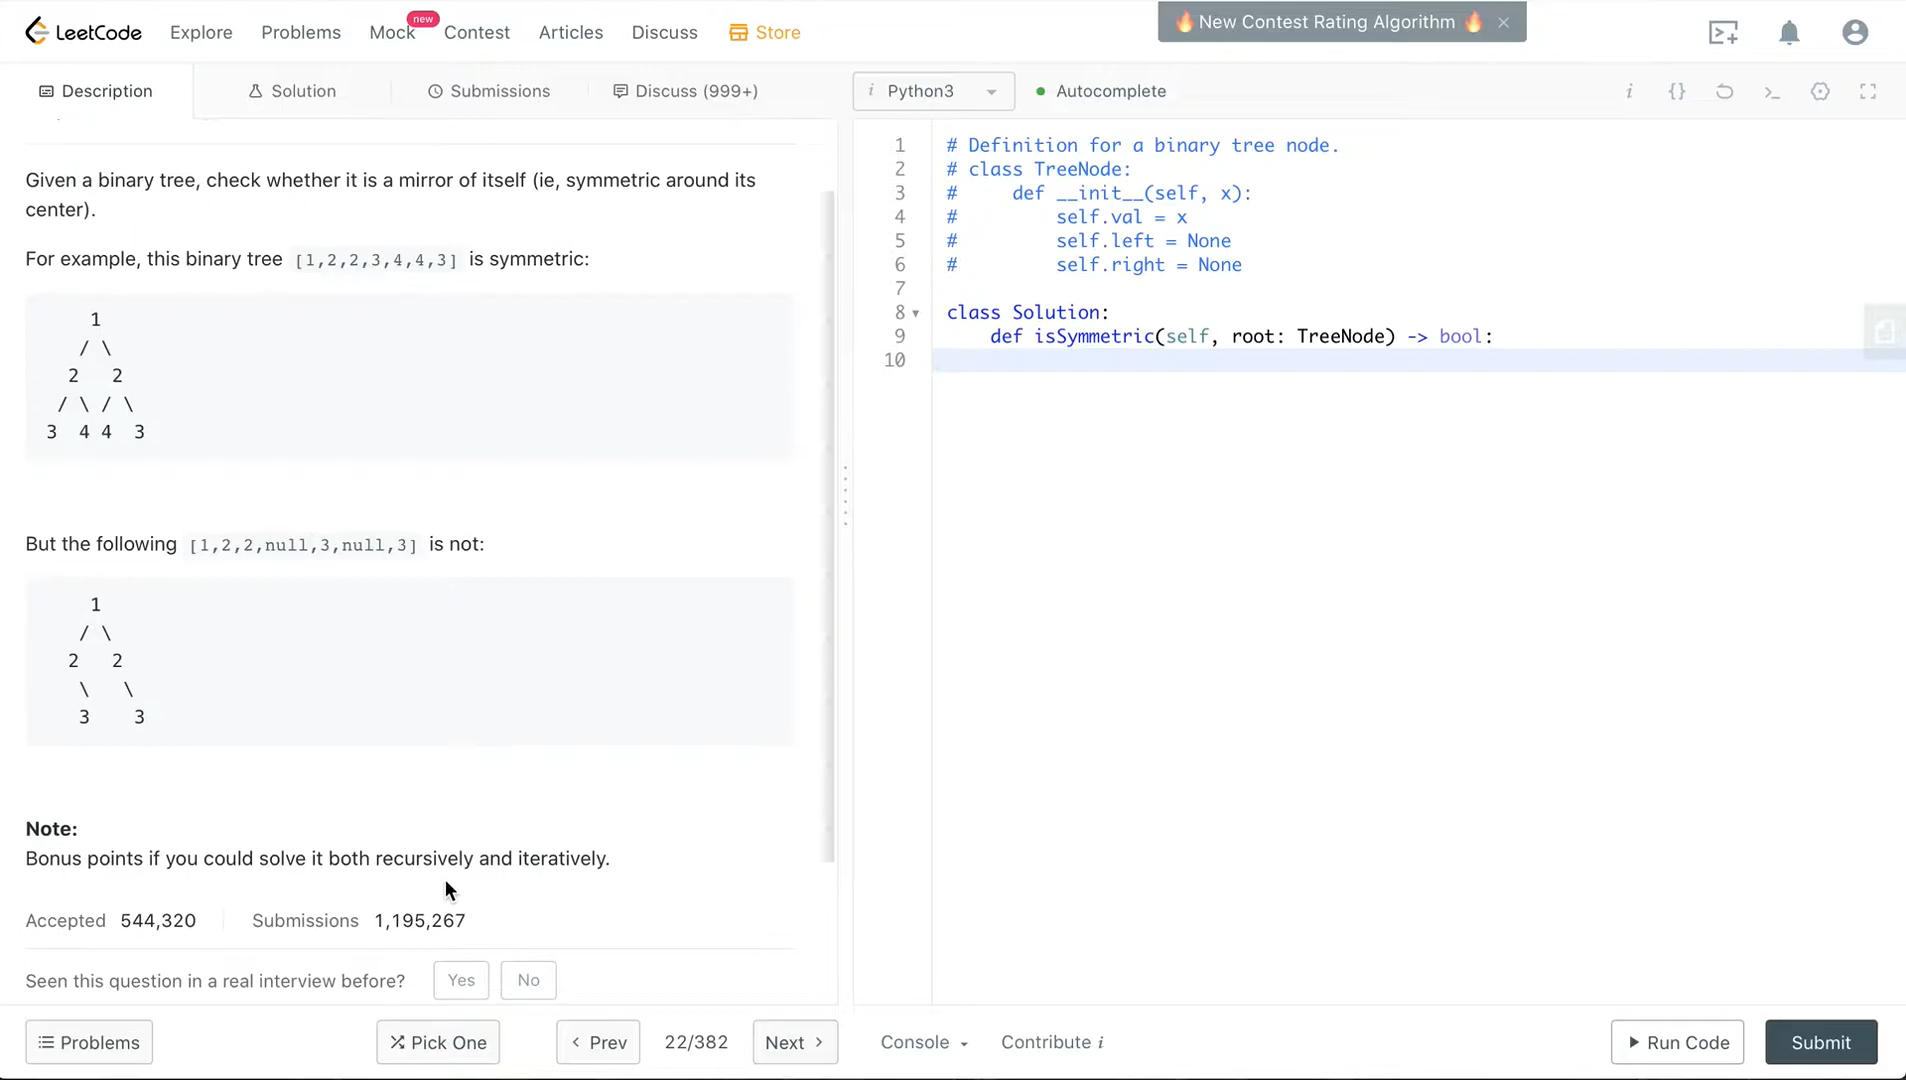 LeetCode Explore Problems Mock new Contest Articles Discuss Store
🔥New Contest Rating Algorithm 🔥 ×
Description Solution Submissions Discuss (999+)
Given a binary tree, check whether it is a mirror of itself (ie, symmetric around its
center).
For example, this binary tree [1,2,2,3,4,4,3] is symmetric:
1
/ \
2 2
/ \ / \
3 4 4 3
But the following [1,2,2,null,3,null,3] is not:
1
/ \
2 2
\ \
3 3
Note:
Bonus points if you could solve it both recursively and iteratively.
Accepted 544,320 Submissions 1,195,267
Seen this question in a real interview before? Yes No
Problems Pick One < Prev 22/382 Next >
i Python3 Autocomplete i {} >_
1 # Definition for a binary tree node.
2 # class TreeNode:
3 #     def __init__(self, x):
4 #         self.val = x
5 #         self.left = None
6 #         self.right = None
7
8 class Solution:
9     def isSymmetric(self, root: TreeNode) -> bool:
10
Console Contribute i Run Code Submit